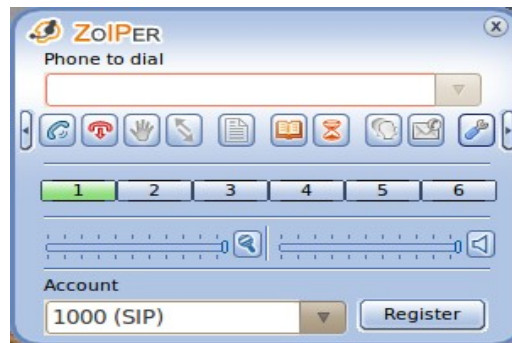 ZOIPER
Phone to dial
1 2 3 4 5 6
Account
1000 (SIP) Register